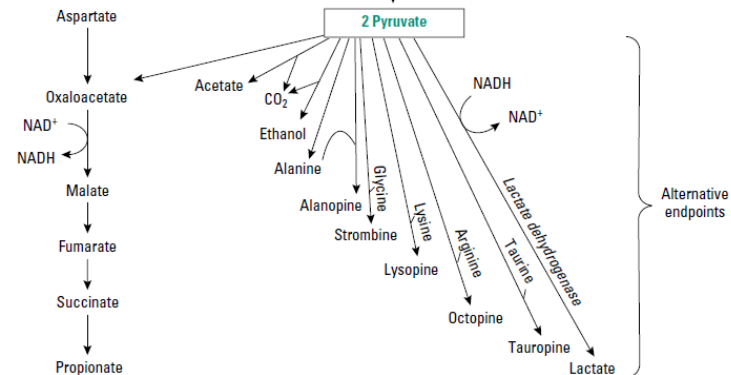 Aspartate
2 Pyruvate
Oxaloacetate
Acetate
CO₂
NADH
NAD⁺
NAD⁺
NADH
Ethanol
Alanine
Malate
Alanopine
Glycine
Strombine
Lysine
Lysopine
Arginine
Octopine
Taurine
Tauropine
Lactate dehydrogenase
Lactate
Fumarate
Succinate
Propionate
Alternative
endpoints